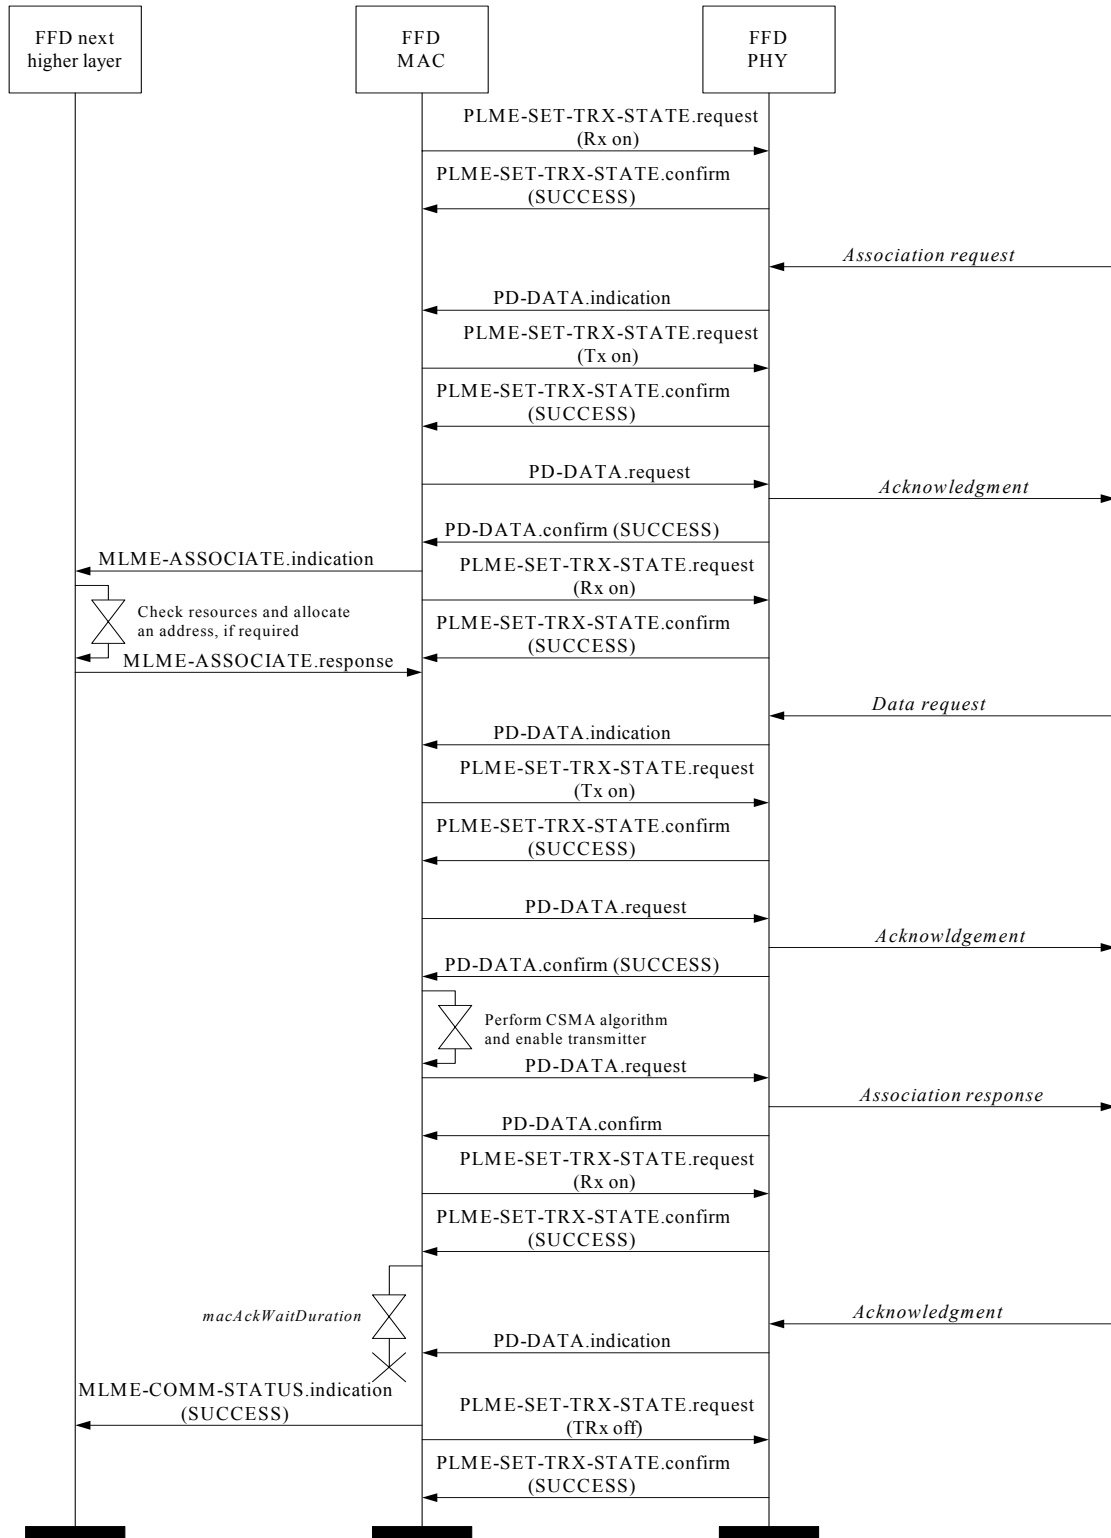 FFD next
higher layer
FFD
MAC
FFD
PHY
PLME-SET-TRX-STATE.request
(Rx on)
PLME-SET-TRX-STATE.confirm
(SUCCESS)
Association request
PD-DATA.indication
PLME-SET-TRX-STATE.request
(Tx on)
PLME-SET-TRX-STATE.confirm
(SUCCESS)
PD-DATA.request
Acknowledgment
PD-DATA.confirm (SUCCESS)
MLME-ASSOCIATE.indication
PLME-SET-TRX-STATE.request
(Rx on)
Check resources and allocate
an address, if required
PLME-SET-TRX-STATE.confirm
(SUCCESS)
MLME-ASSOCIATE.response
Data request
PD-DATA.indication
PLME-SET-TRX-STATE.request
(Tx on)
PLME-SET-TRX-STATE.confirm
(SUCCESS)
PD-DATA.request
Acknowldgement
PD-DATA.confirm (SUCCESS)
Perform CSMA algorithm
and enable transmitter
PD-DATA.request
Association response
PD-DATA.confirm
PLME-SET-TRX-STATE.request
(Rx on)
PLME-SET-TRX-STATE.confirm
(SUCCESS)
macAckWaitDuration
Acknowledgment
PD-DATA.indication
MLME-COMM-STATUS.indication
(SUCCESS)
PLME-SET-TRX-STATE.request
(TRx off)
PLME-SET-TRX-STATE.confirm
(SUCCESS)